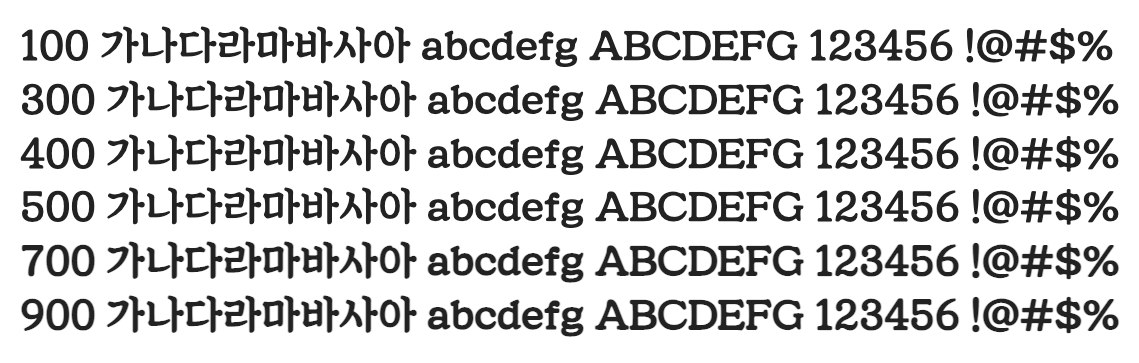 100 가나다라마바사아 abcdefg ABCDEFG 123456 !@#$%
300 가나다라마바사아 abcdefg ABCDEFG 123456 !@#$%
400 가나다라마바사아 abcdefg ABCDEFG 123456 !@#$%
500 가나다라마바사아 abcdefg ABCDEFG 123456 !@#$%
700 가나다라마바사아 abcdefg ABCDEFG 123456 !@#$%
900 가나다라마바사아 abcdefg ABCDEFG 123456 !@#$%